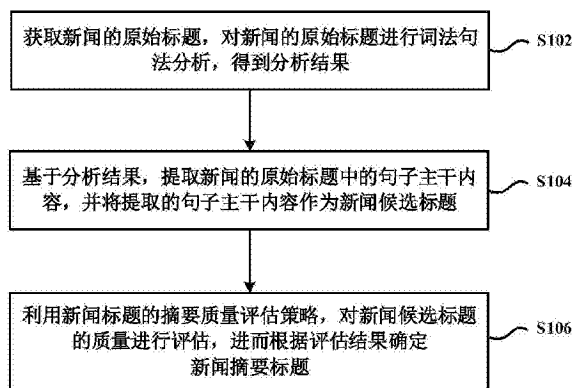 获取新闻的原始标题，对新闻的原始标题进行词法句
法分析，得到分析结果
S102
基于分析结果，提取新闻的原始标题中的句子主干内
容，并将提取的句子主干内容作为新闻候选标题
S104
利用新闻标题的摘要质量评估策略，对新闻候选标题
的质量进行评估，进而根据评估结果确定
新闻摘要标题
S106